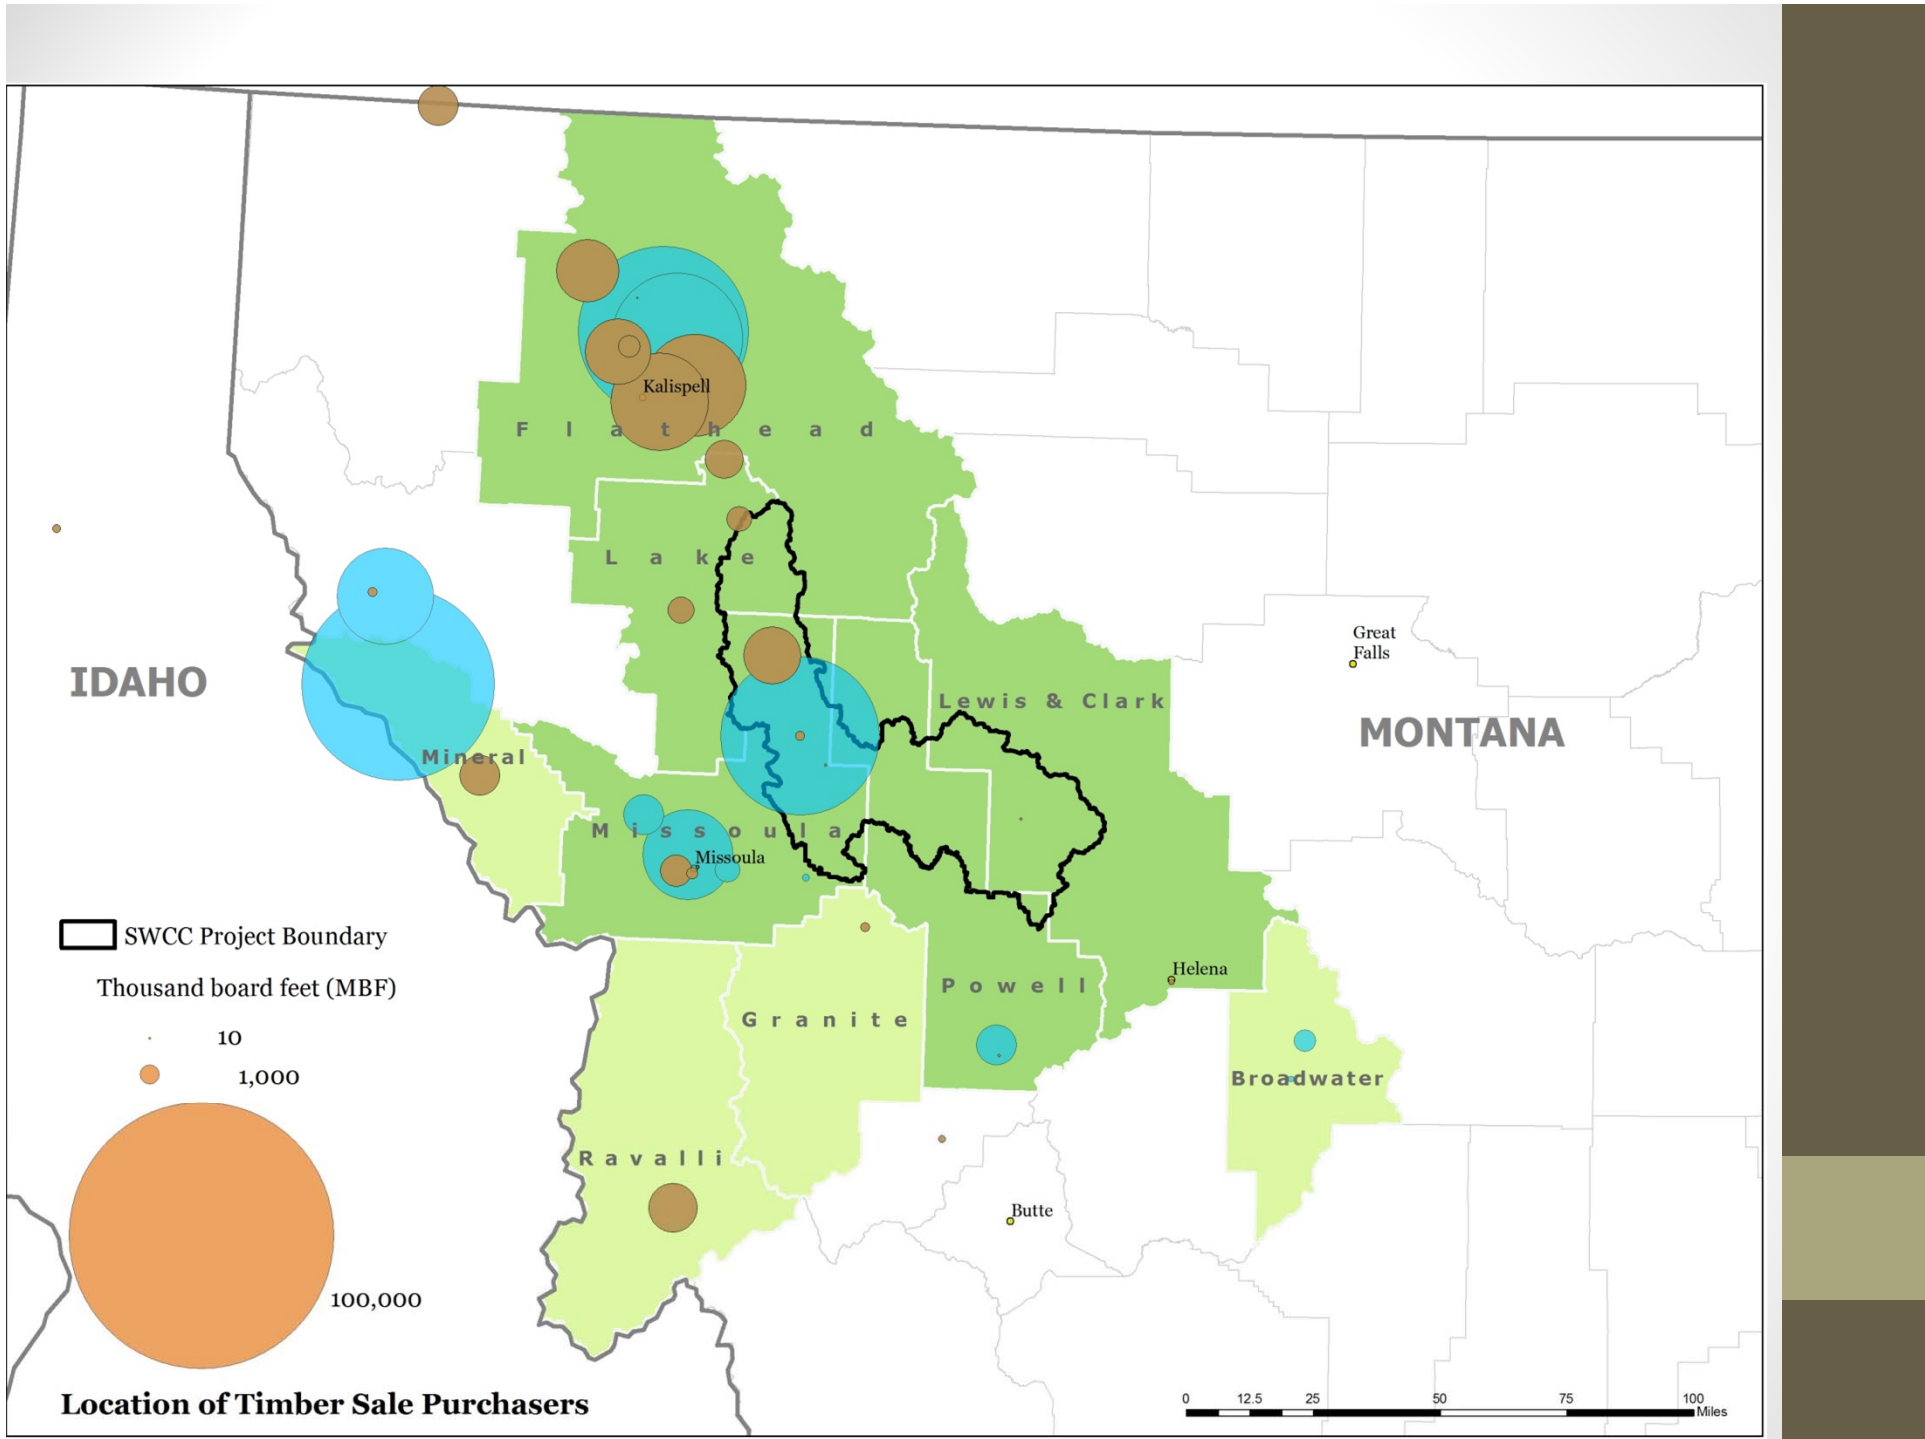 Kalispell
F l a t h e a d
L a k e
Great
Falls
IDAHO
Lewis & Clark
MONTANA
Mineral
M i s s o u l a
Missoula
SWCC Project Boundary
Helena
Thousand board feet (MBF)
P o w e l l
G r a n i t e
10
1,000
Broadwater
R a v a l l i
Butte
100,000
Location of Timber Sale Purchasers
0 12.5 25 50 75 100
Miles